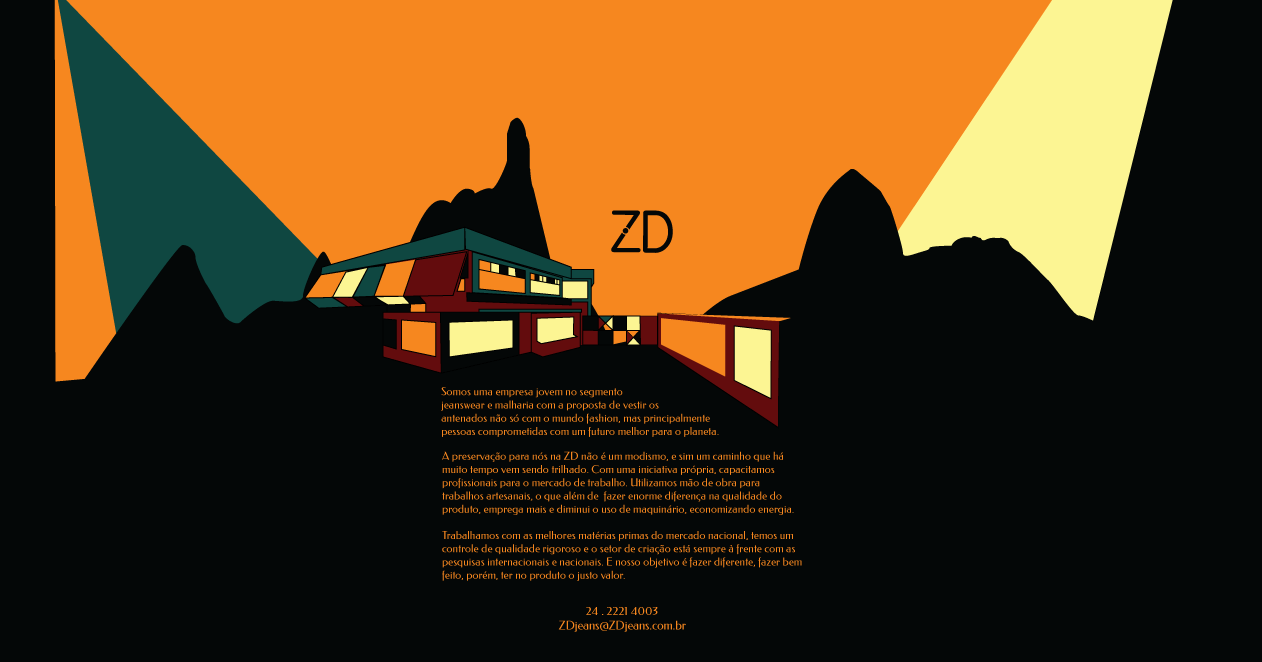 ZD
Somos uma empresa jovem no segmento
jeanswear e malharia com a proposta de vestir os
antenados não só com o mundo fashion, mas principalmente
pessoas comprometidas com um futuro melhor para o planeta.
A preservação para nós na ZD não é um modismo, e sim um caminho que há
muito tempo vem sendo trilhado. Com uma iniciativa própria, capacitamos
profissionais para o mercado de trabalho. Utilizamos mão de obra para
trabalhos artesanais, o que além de fazer enorme diferença na qualidade do
produto, emprega mais e diminui o uso de maquinário, economizando energia.
Trabalhamos com as melhores matérias primas do mercado nacional, temos um
controle de qualidade rigoroso e o setor de criação está sempre à frente com as
pesquisas internacionais e nacionais. E nosso objetivo é fazer diferente, fazer bem
feito, porém, ter no produto o justo valor.
24 . 2221 4003
ZDjeans@ZDjeans.com.br